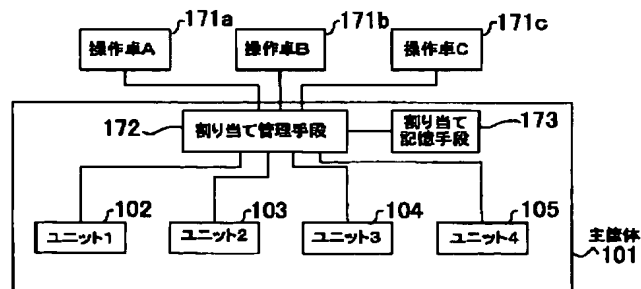 171a 171b 171c
操作卓A 操作卓B 操作卓C
172 割り当て管理手段 割り当て記憶手段 173
102 103 104 105
ユニット1 ユニット2 ユニット3 ユニット4
主筐体
101